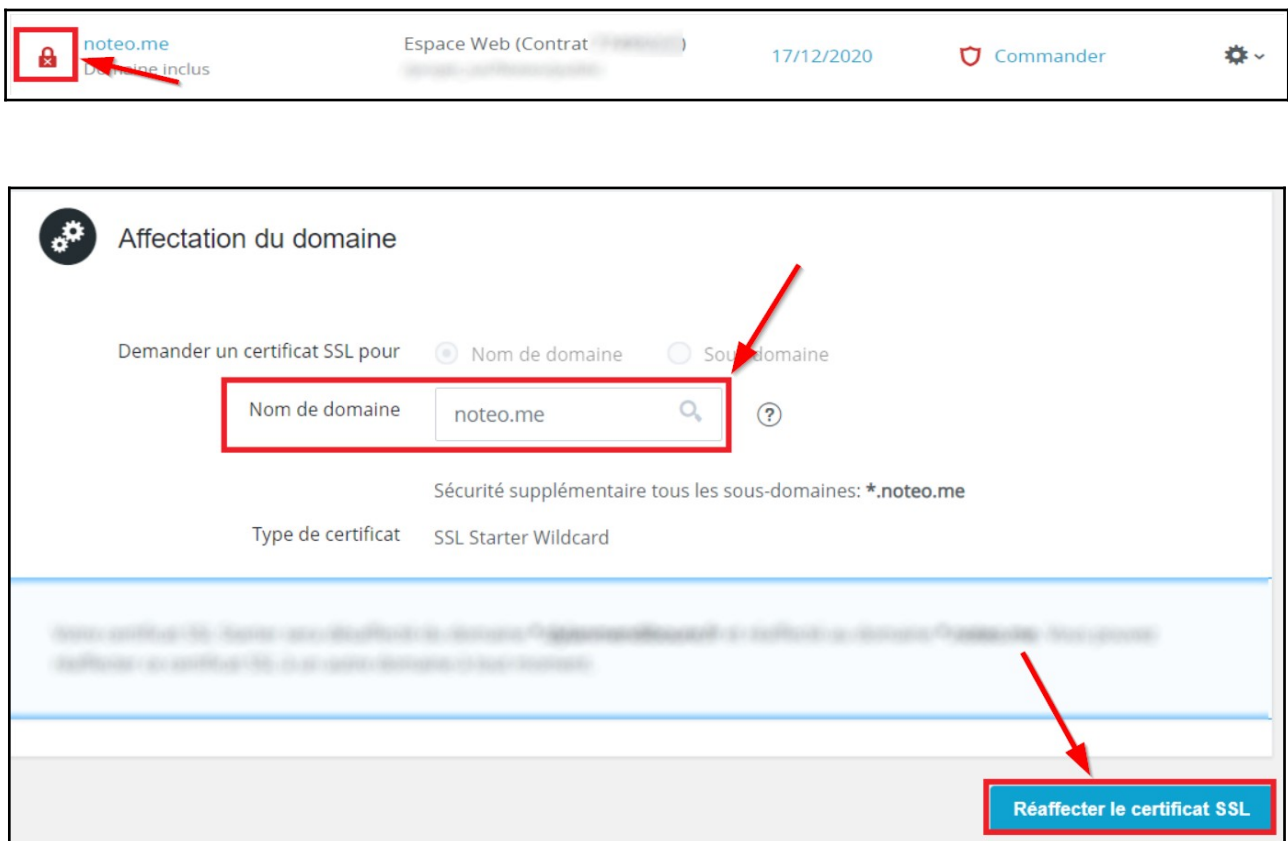 noteo.me
Domaine inclus
Espace Web (Contrat )
17/12/2020
Commander
Affectation du domaine
Demander un certificat SSL pour
Nom de domaine
Sous-domaine
Nom de domaine
noteo.me
?
Sécurité supplémentaire tous les sous-domaines: *.noteo.me
Type de certificat
SSL Starter Wildcard
Réaffecter le certificat SSL